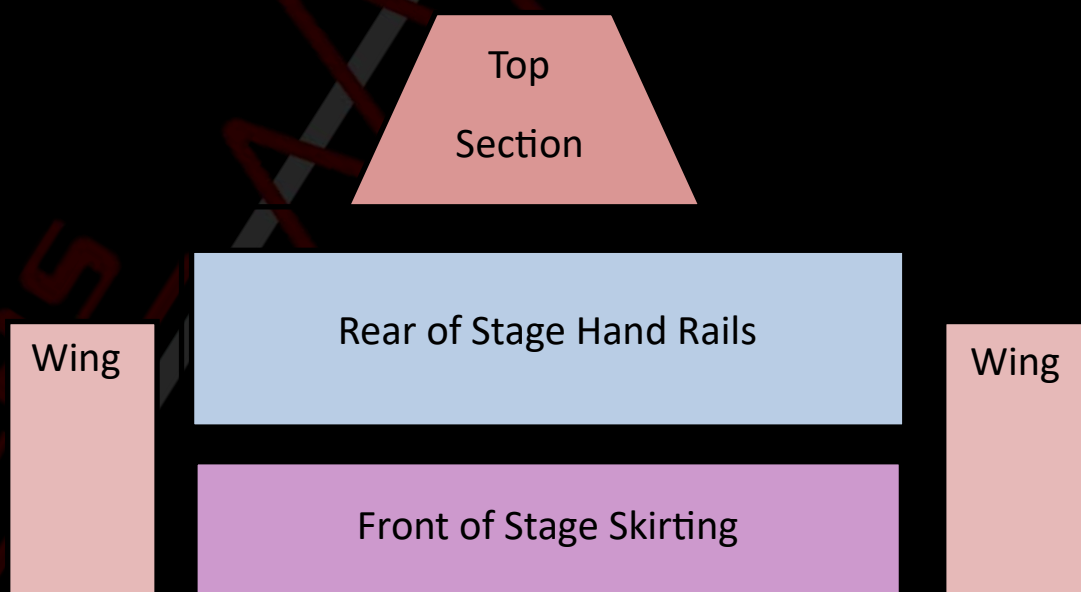 Top
Section
Rear of Stage Hand Rails
Wing
Wing
Front of Stage Skirting